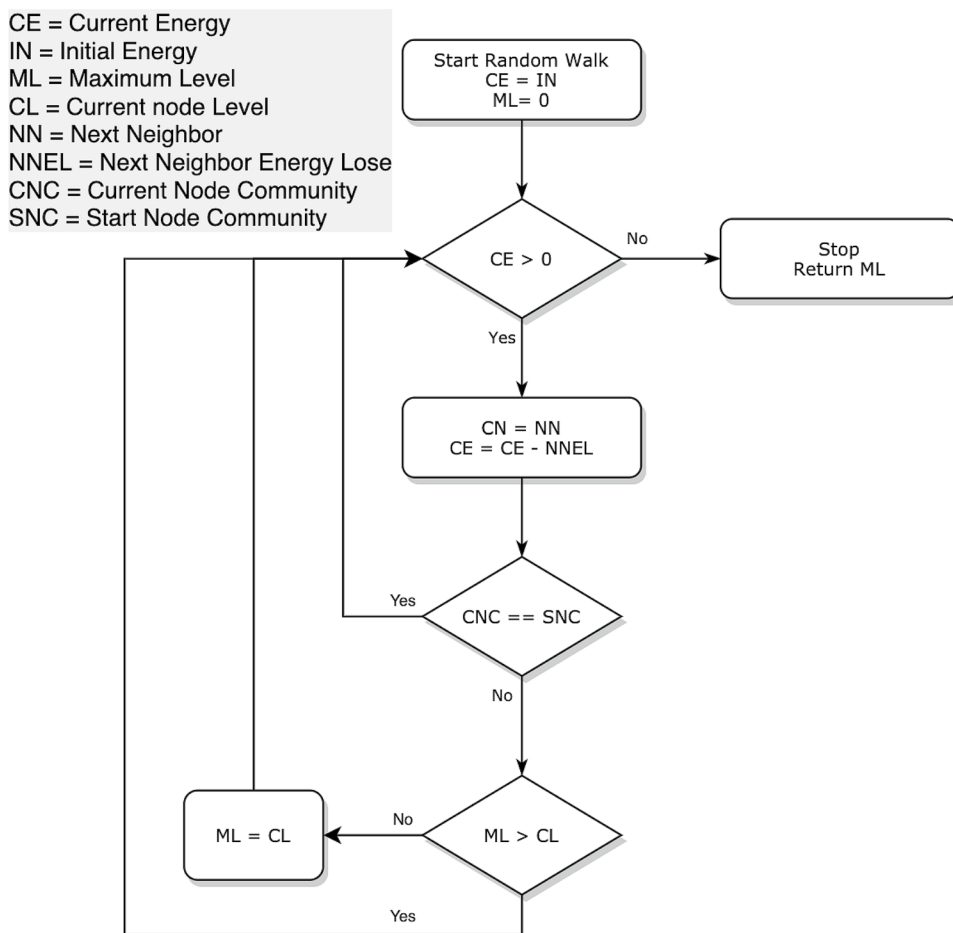 CE = Current Energy
IN = Initial Energy
ML = Maximum Level
CL = Current node Level
NN = Next Neighbor
NNEL = Next Neighbor Energy Lose
CNC = Current Node Community
SNC = Start Node Community
Start Random Walk
CE = IN
ML= 0
CE > 0
No
Stop
Return ML
Yes
CN = NN
CE = CE - NNEL
Yes
CNC == SNC
No
ML = CL
No
ML > CL
Yes